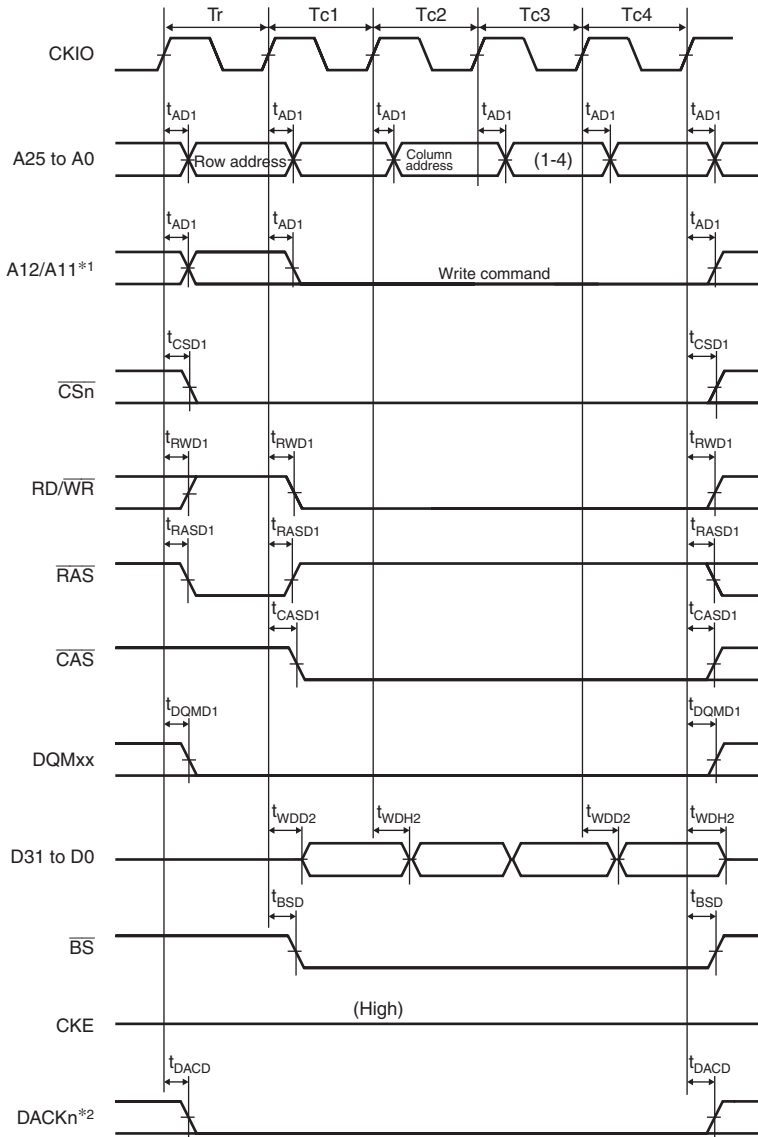 Tr Tc1 Tc2 Tc3 Tc4
CKIO
tAD1 tAD1 tAD1 tAD1 tAD1 tAD1
A25 to A0 Row address Column address (1-4)
tAD1 tAD1 tAD1
A12/A11*1 Write command
tCSD1 tCSD1
CSn
tRWD1 tRWD1 tRWD1
RD/WR
tRASD1 tRASD1 tRASD1
RAS
tCASD1 tCASD1
CAS
tDQMD1 tDQMD1
DQMxx
tWDD2 tWDH2 tWDD2 tWDH2
D31 to D0
tBSD tBSD
BS
(High)
CKE
tDACD tDACD
DACKn*2